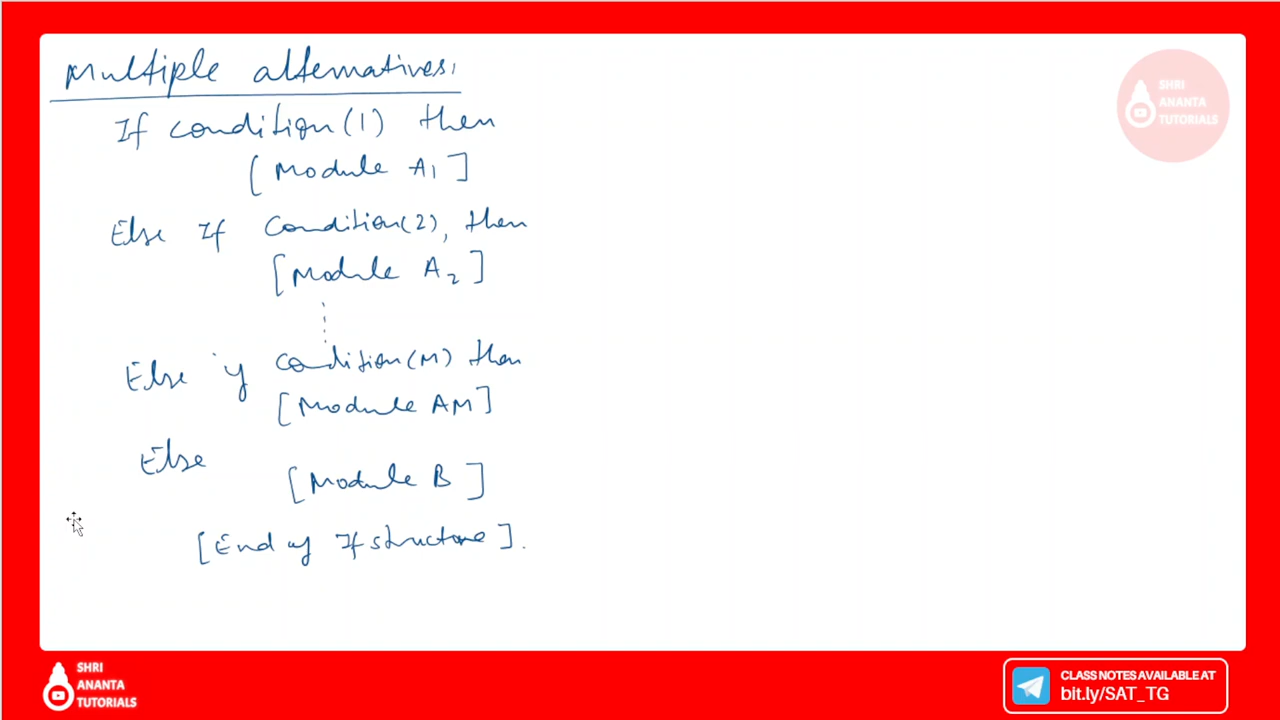 Multiple alternatives,
If condition(1) then
[Module A1]
Else If Condition(2), then
[Module A2]
Else if condition(M) then
[Module AM]
Else
[Module B]
[End of If structure].
SHRI
ANANTA
TUTORIALS
SHRI
ANANTA
TUTORIALS
CLASS NOTES AVAILABLE AT
bit.ly/SAT_TG